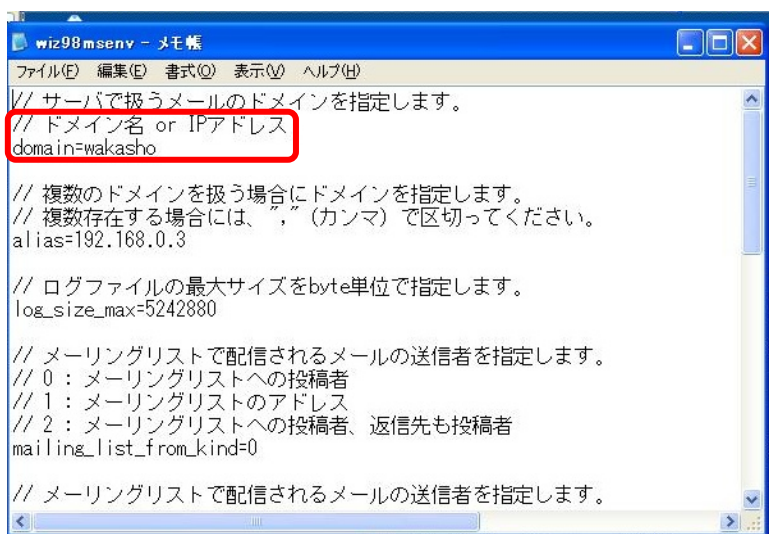 wiz98msenv - メモ帳
ファイル(F) 編集(E) 書式(O) 表示(V) ヘルプ(H)
// サーバで扱うメールのドメインを指定します。
// ドメイン名 or IPアドレス
domain=wakasho
// 複数のドメインを扱う場合にドメインを指定します。
// 複数存在する場合には、","（カンマ）で区切ってください。
alias=192.168.0.3
// ログファイルの最大サイズをbyte単位で指定します。
log_size_max=5242880
// メーリングリストで配信されるメールの送信者を指定します。
// 0 : メーリングリストへの投稿者
// 1 : メーリングリストのアドレス
// 2 : メーリングリストへの投稿者、返信先も投稿者
mailing_list_from_kind=0
// メーリングリストで配信されるメールの送信者を指定します。